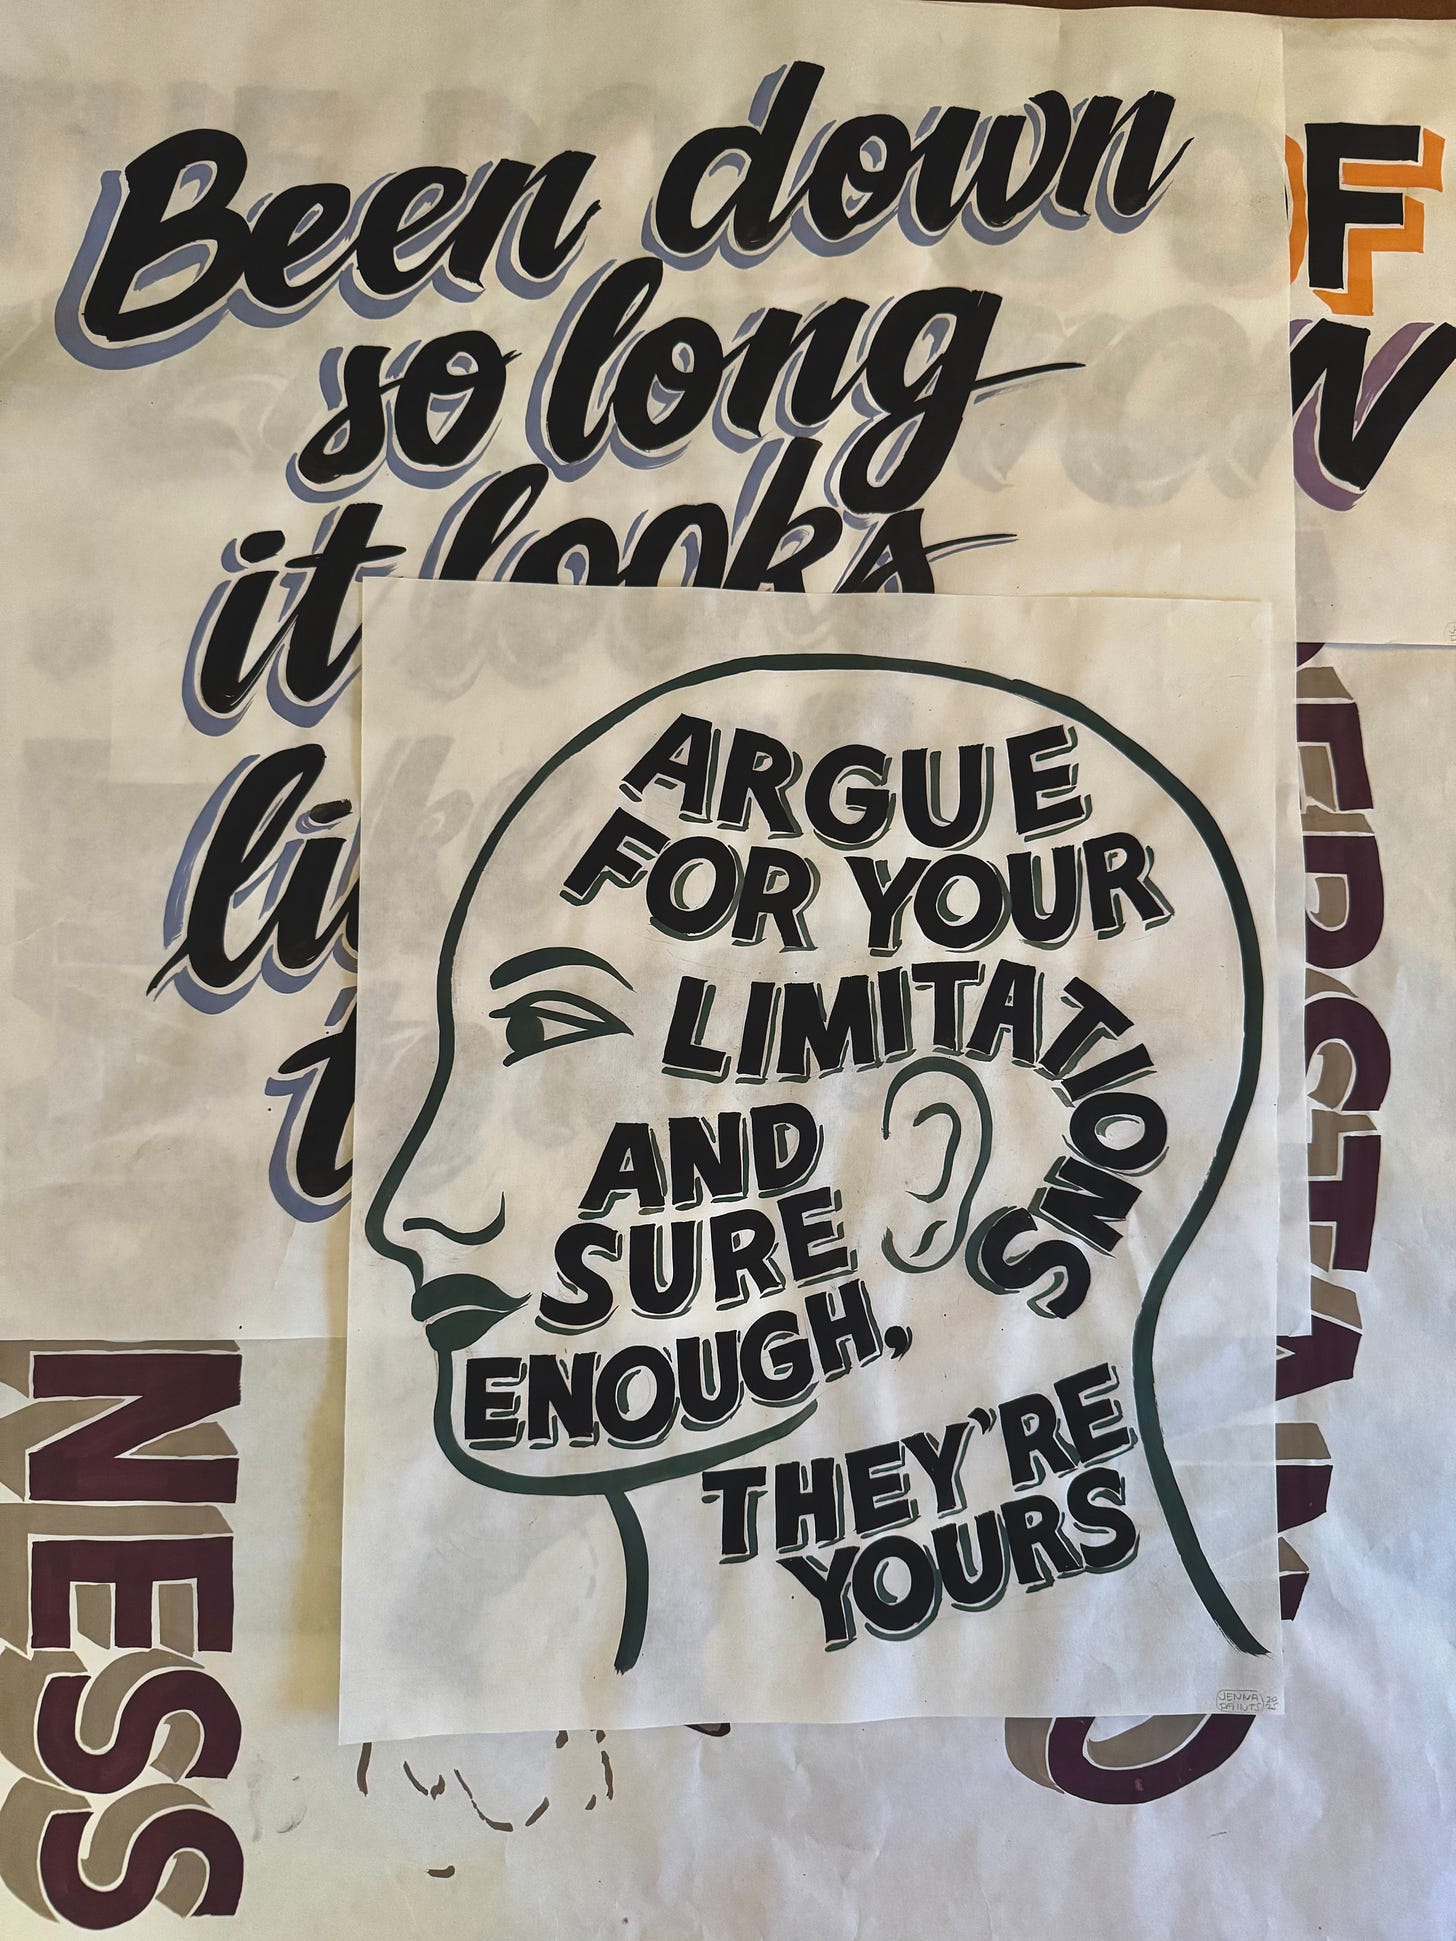 Been down
so long
it looks
OF
ARGUE
FOR YOUR
LIMITATIONS
AND
SURE
ENOUGH,
THEY'RE
YOURS
NESS
JENNA
PAINTS